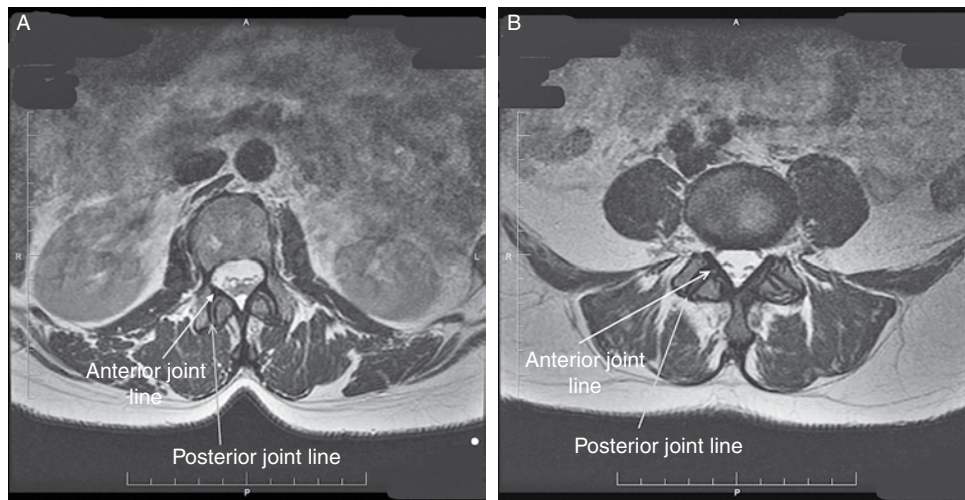 A
A
R
L
Anterior joint
line
Posterior joint line
P
B
A
R
Anterior joint
line
Posterior joint line
P